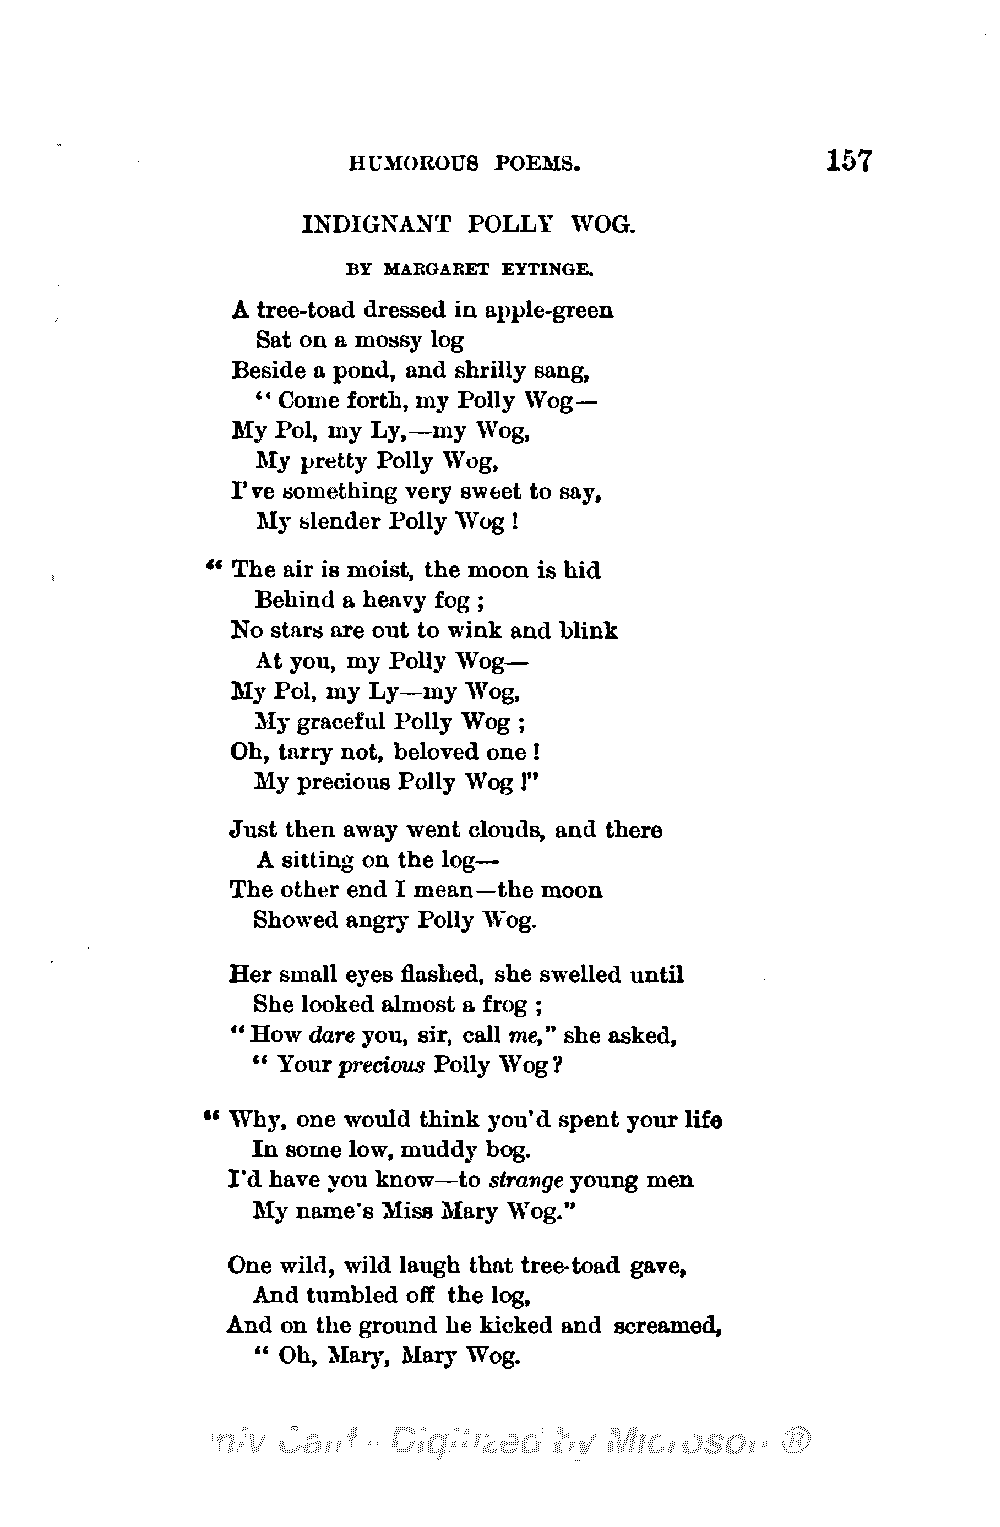 HUMOROUS POEMS. 157
INDIGNANT POLLY WOG.
BY MARGARET EYTINGE.
A tree-toad dressed in apple-green
Sat on a mossy log
Beside a pond, and shrilly sang,
“ Come forth, my Polly Wog—
My Pol, my Ly,—my Wog,
My pretty Polly Wog,
I've something very sweet to say,
My slender Polly Wog !
“ The air is moist, the moon is hid
Behind a heavy fog ;
No stars are out to wink and blink
At you, my Polly Wog—
My Pol, my Ly—my Wog,
My graceful Polly Wog ;
Oh, tarry not, beloved one !
My precious Polly Wog !”
Just then away went clouds, and there
A sitting on the log—
The other end I mean—the moon
Showed angry Polly Wog.
Her small eyes flashed, she swelled until
She looked almost a frog ;
“ How dare you, sir, call me,” she asked,
“ Your precious Polly Wog ?
“ Why, one would think you'd spent your life
In some low, muddy bog.
I'd have you know—to strange young men
My name's Miss Mary Wog.”
One wild, wild laugh that tree-toad gave,
And tumbled off the log,
And on the ground he kicked and screamed,
“ Oh, Mary, Mary Wog.
Digitized by Microsoft ®